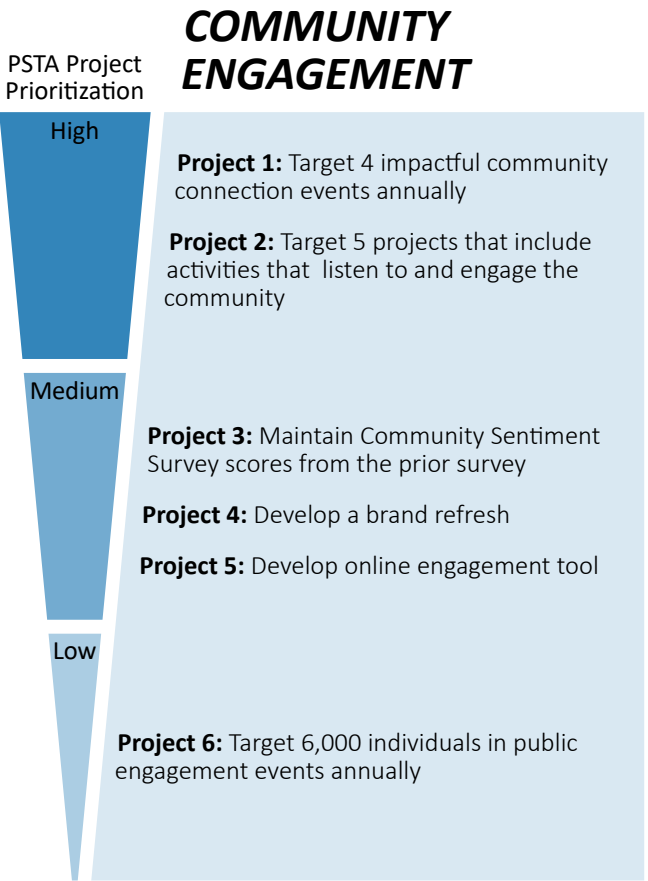 COMMUNITY
ENGAGEMENT
PSTA Project
Prioritization
High
Project 1: Target 4 impactful community
connection events annually
Project 2: Target 5 projects that include
activities that  listen to and engage the
community
Medium
Project 3: Maintain Community Sentiment
Survey scores from the prior survey
Project 4: Develop a brand refresh
Project 5: Develop online engagement tool
Low
Project 6: Target 6,000 individuals in public
engagement events annually